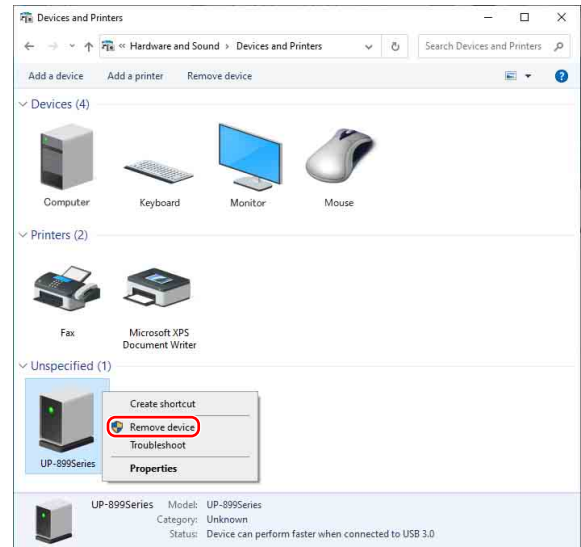 Devices and Printers
« Hardware and Sound › Devices and Printers
Search Devices and Printers
Add a device Add a printer Remove device
Devices (4)
Computer Keyboard Monitor Mouse
Printers (2)
Fax Microsoft XPS
Document Writer
Unspecified (1)
Create shortcut
Remove device
Troubleshoot
Properties
UP-899Series
UP-899Series Model: UP-899Series
Category: Unknown
Status: Device can perform faster when connected to USB 3.0